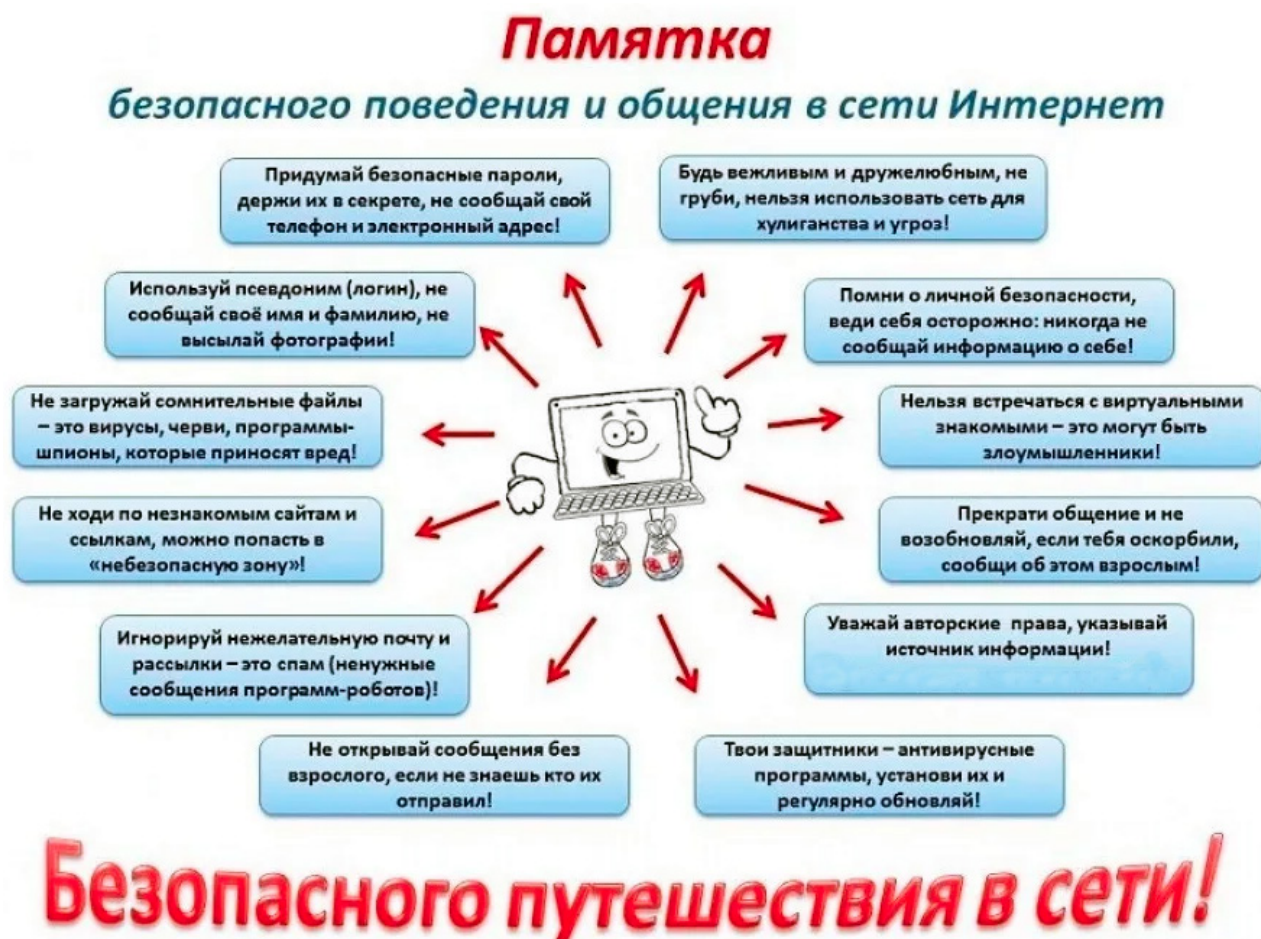 Памятка
безопасного поведения и общения в сети Интернет
Придумай безопасные пароли,
держи их в секрете, не сообщай свой
телефон и электронный адрес!
Будь вежливым и дружелюбным, не
груби, нельзя использовать сеть для
хулиганства и угроз!
Используй псевдоним (логин), не
сообщай своё имя и фамилию, не
высылай фотографии!
Помни о личной безопасности,
веди себя осторожно: никогда не
сообщай информацию о себе!
Не загружай сомнительные файлы
– это вирусы, черви, программы-
шпионы, которые приносят вред!
Нельзя встречаться с виртуальными
знакомыми – это могут быть
злоумышленники!
Не ходи по незнакомым сайтам и
ссылкам, можно попасть в
«небезопасную зону»!
Прекрати общение и не
возобновляй, если тебя оскорбили,
сообщи об этом взрослым!
Игнорируй нежелательную почту и
рассылки – это спам (ненужные
сообщения программ-роботов)!
Уважай авторские права, указывай
источник информации!
Не открывай сообщения без
взрослого, если не знаешь кто их
отправил!
Твои защитники – антивирусные
программы, установи их и
регулярно обновляй!
Безопасного путешествия в сети!